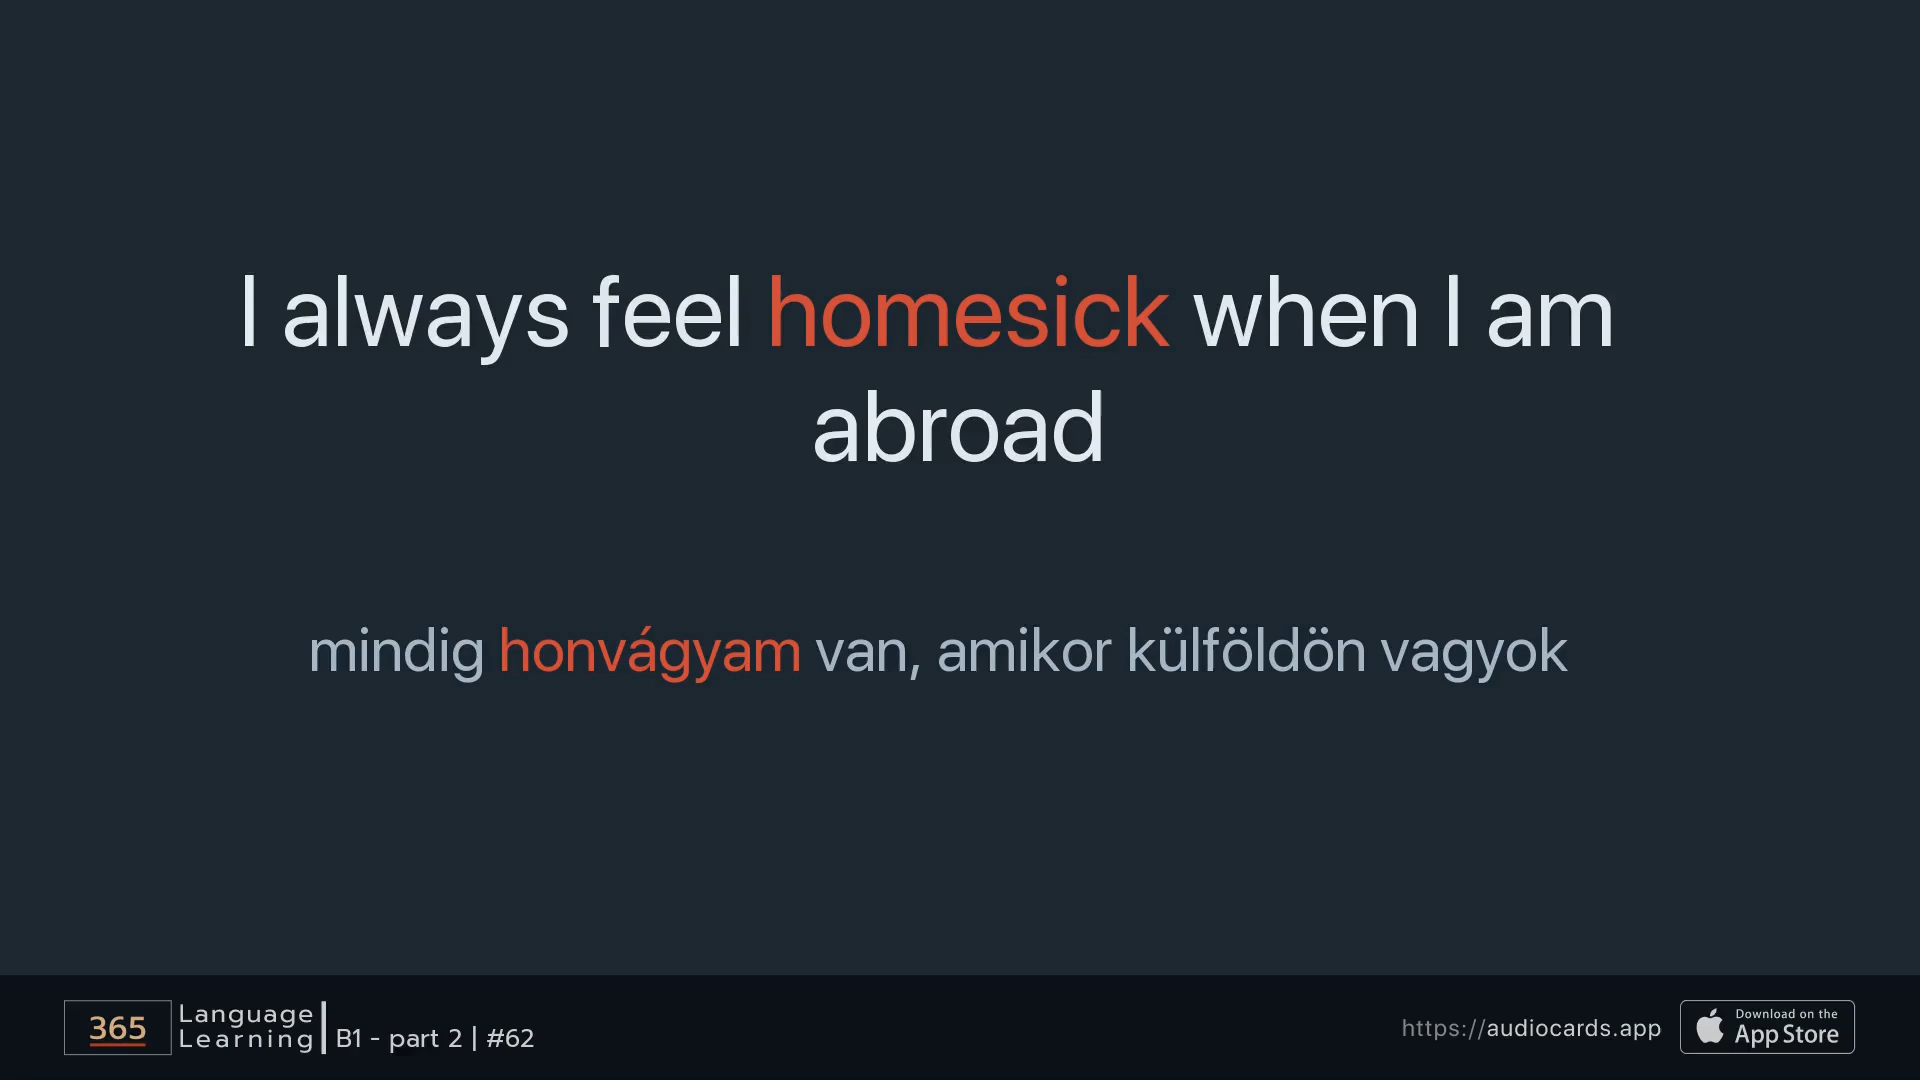 I always feel homesick when I am
abroad
mindig honvágyam van, amikor külföldön vagyok
365
Language
Learning
B1 - part 2 | #62
https://audiocards.app
Download on the
App Store